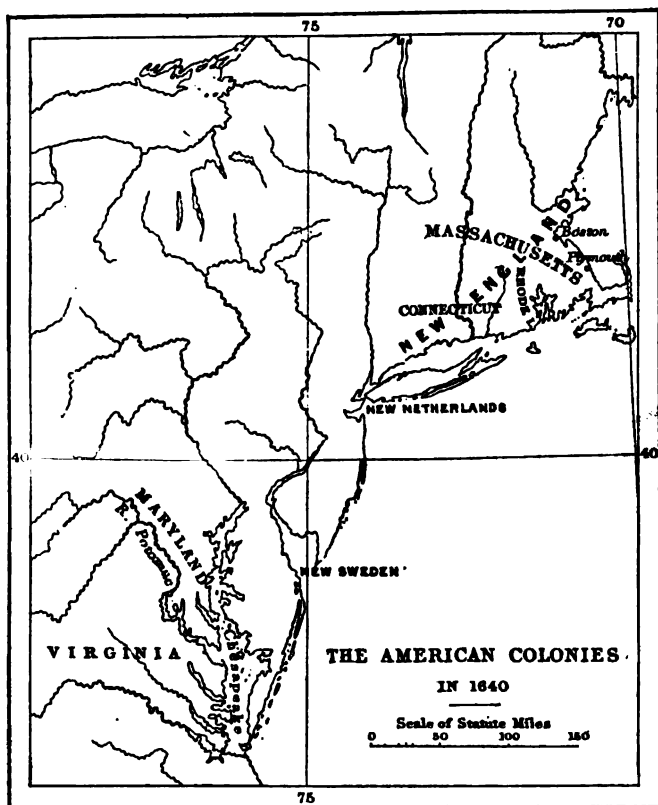 75 70
MASSACHUSETTS
Boston
Plymouth
NEW ENGLAND
RHODE
CONNECTICUT
NEW NETHERLANDS
40 40
MARYLAND
R. Potomac
NEW SWEDEN
VIRGINIA
Chesapeake
THE AMERICAN COLONIES
IN 1640
Scale of Statute Miles
0 50 100 150
75